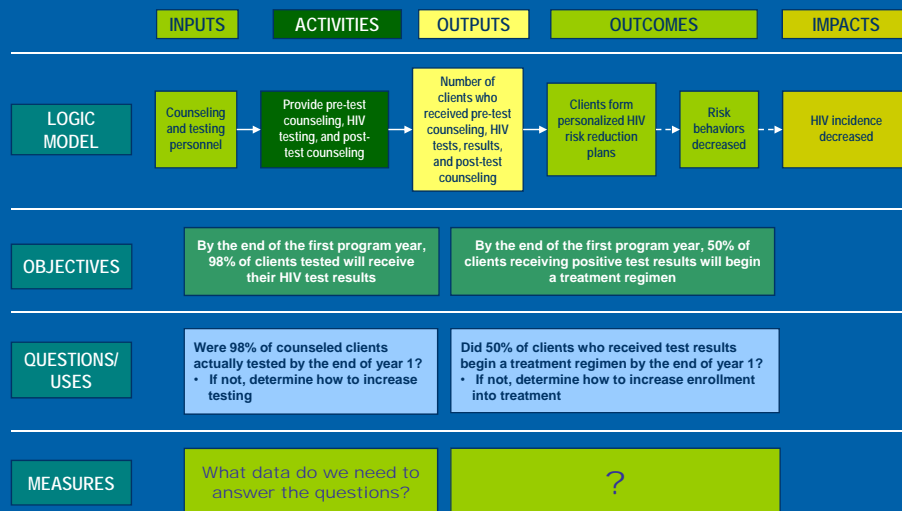 INPUTS
ACTIVITIES
OUTPUTS
OUTCOMES
IMPACTS
LOGIC
MODEL
Counseling
and testing
personnel
Provide pre-test
counseling, HIV
testing, and post-
test counseling
Number of
clients who
received pre-test
counseling, HIV
tests, results,
and post-test
counseling
Clients form
personalized HIV
risk reduction
plans
Risk
behaviors
decreased
HIV incidence
decreased
OBJECTIVES
By the end of the first program year,
98% of clients tested will receive
their HIV test results
By the end of the first program year, 50% of
clients receiving positive test results will begin
a treatment regimen
QUESTIONS/
USES
Were 98% of counseled clients
actually tested by the end of year 1?
• If not, determine how to increase
testing
Did 50% of clients who received test results
begin a treatment regimen by the end of year 1?
• If not, determine how to increase enrollment
into treatment
MEASURES
What data do we need to
answer the questions?
?